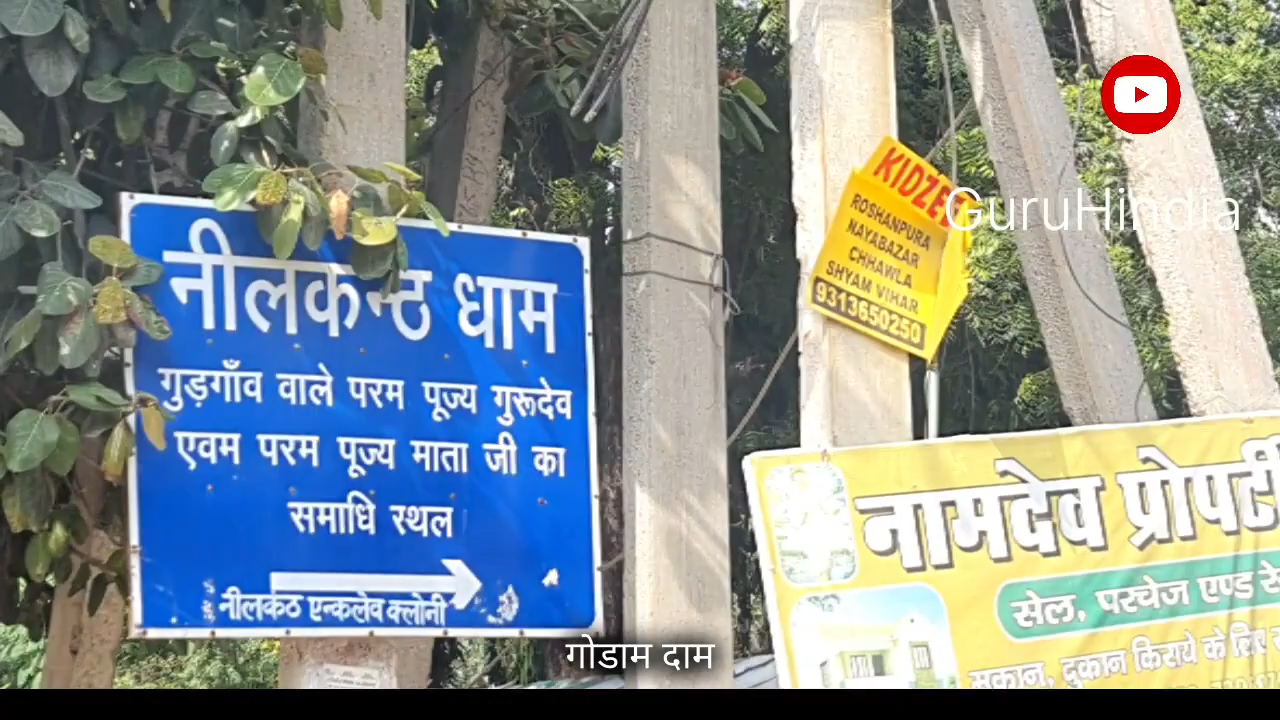 नीलकन्ठ धाम
गुड़गाँव वाले परम पूज्य गुरूदेव
एवम परम पूज्य माता जी का
समाधि स्थल
नीलकंठ एन्कलेव क्लोनी
KIDZEE
ROSHANPURA
NAYABAZAR
CHHAWLA
SHYAM VIHAR
9313650250
GuruHindia
नामदेव प्रोपर्टी
सेल, परचेज एण्ड
मकान, दुकान किराये के लिए
गोडाम दाम